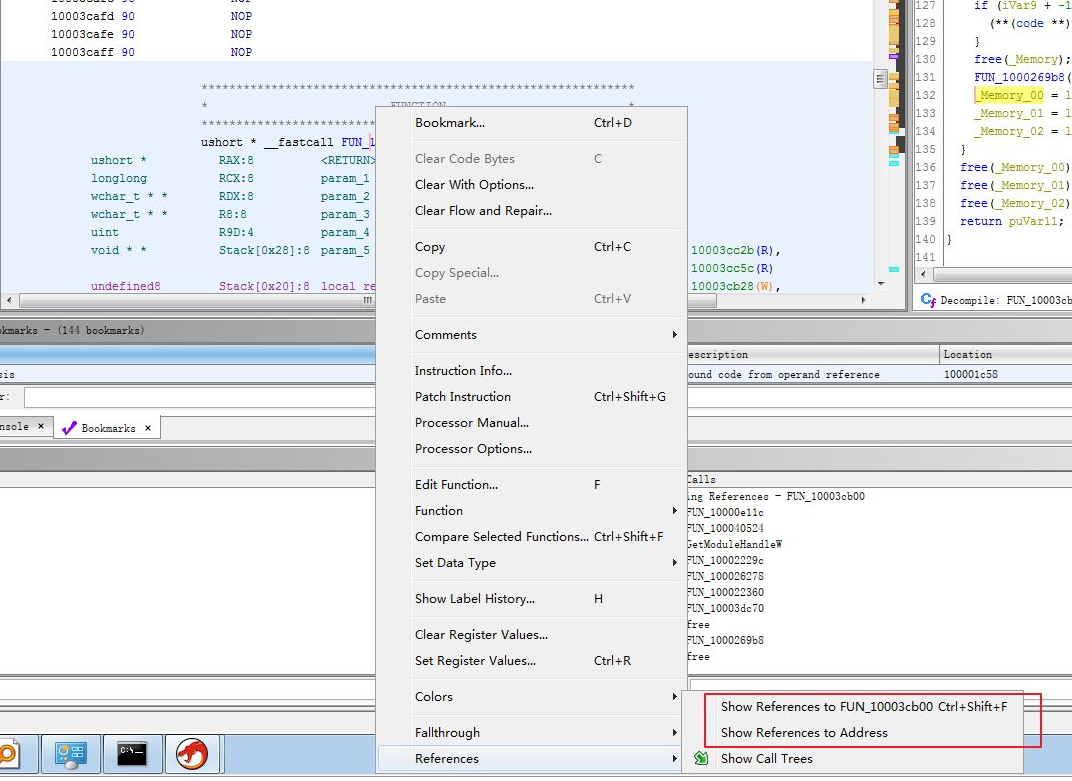 10003cafd 90 NOP
10003cafe 90 NOP
10003caff 90 NOP
************************************************************
* FUNCTION *
ushort * __fastcall FUN_1
ushort * RAX:8 <RETURN>
longlong RCX:8 param_1
wchar_t * * RDX:8 param_2
wchar_t * * R8:8 param_3
uint R9D:4 param_4
void * * Stack[0x28]:8 param_5 10003cc2b(R),
10003cc5c(R)
undefined8 Stack[0x20]:8 local_re 10003cb28(W),
127 if (iVar9 + -1
128 (**(code **)
129 }
130 free(_Memory);
131 FUN_1000269b8(
132 _Memory_00 = l
133 _Memory_01 = l
134 _Memory_02 = l
135 }
136 free(_Memory_00)
137 free(_Memory_01)
138 free(_Memory_02)
139 return puVar11;
140 }
141
Decompile: FUN_10003cb
okmarks - (144 bookmarks)
escription Location
sis ound code from operand reference 100001c58
r:
nsole × Bookmarks ×
Calls
ing References - FUN_10003cb00
FUN_10000e11c
FUN_100040524
GetModuleHandleW
FUN_10002229c
FUN_100026278
FUN_100022360
FUN_10003dc70
free
FUN_1000269b8
free
Bookmark... Ctrl+D
Clear Code Bytes C
Clear With Options...
Clear Flow and Repair...
Copy Ctrl+C
Copy Special...
Paste Ctrl+V
Comments
Instruction Info...
Patch Instruction Ctrl+Shift+G
Processor Manual...
Processor Options...
Edit Function... F
Function
Compare Selected Functions... Ctrl+Shift+F
Set Data Type
Show Label History... H
Clear Register Values...
Set Register Values... Ctrl+R
Colors
Fallthrough
References
Show References to FUN_10003cb00 Ctrl+Shift+F
Show References to Address
Show Call Trees